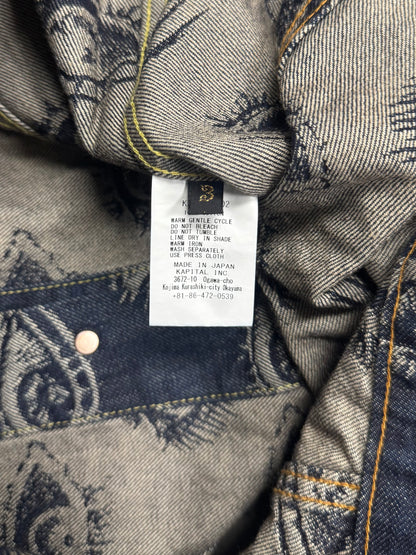 WARM GENTLE CYCLE
DO NOT BLEACH
DO NOT TUMBLE
LINE DRY IN SHADE
WARM IRON
WASH SEPARATELY
USE PRESS CLOTH
MADE IN JAPAN
KAPITAL INC
3672-10 Ogawa-cho
Kojima Kurashiki-city Okayama
+81-86-472-0539